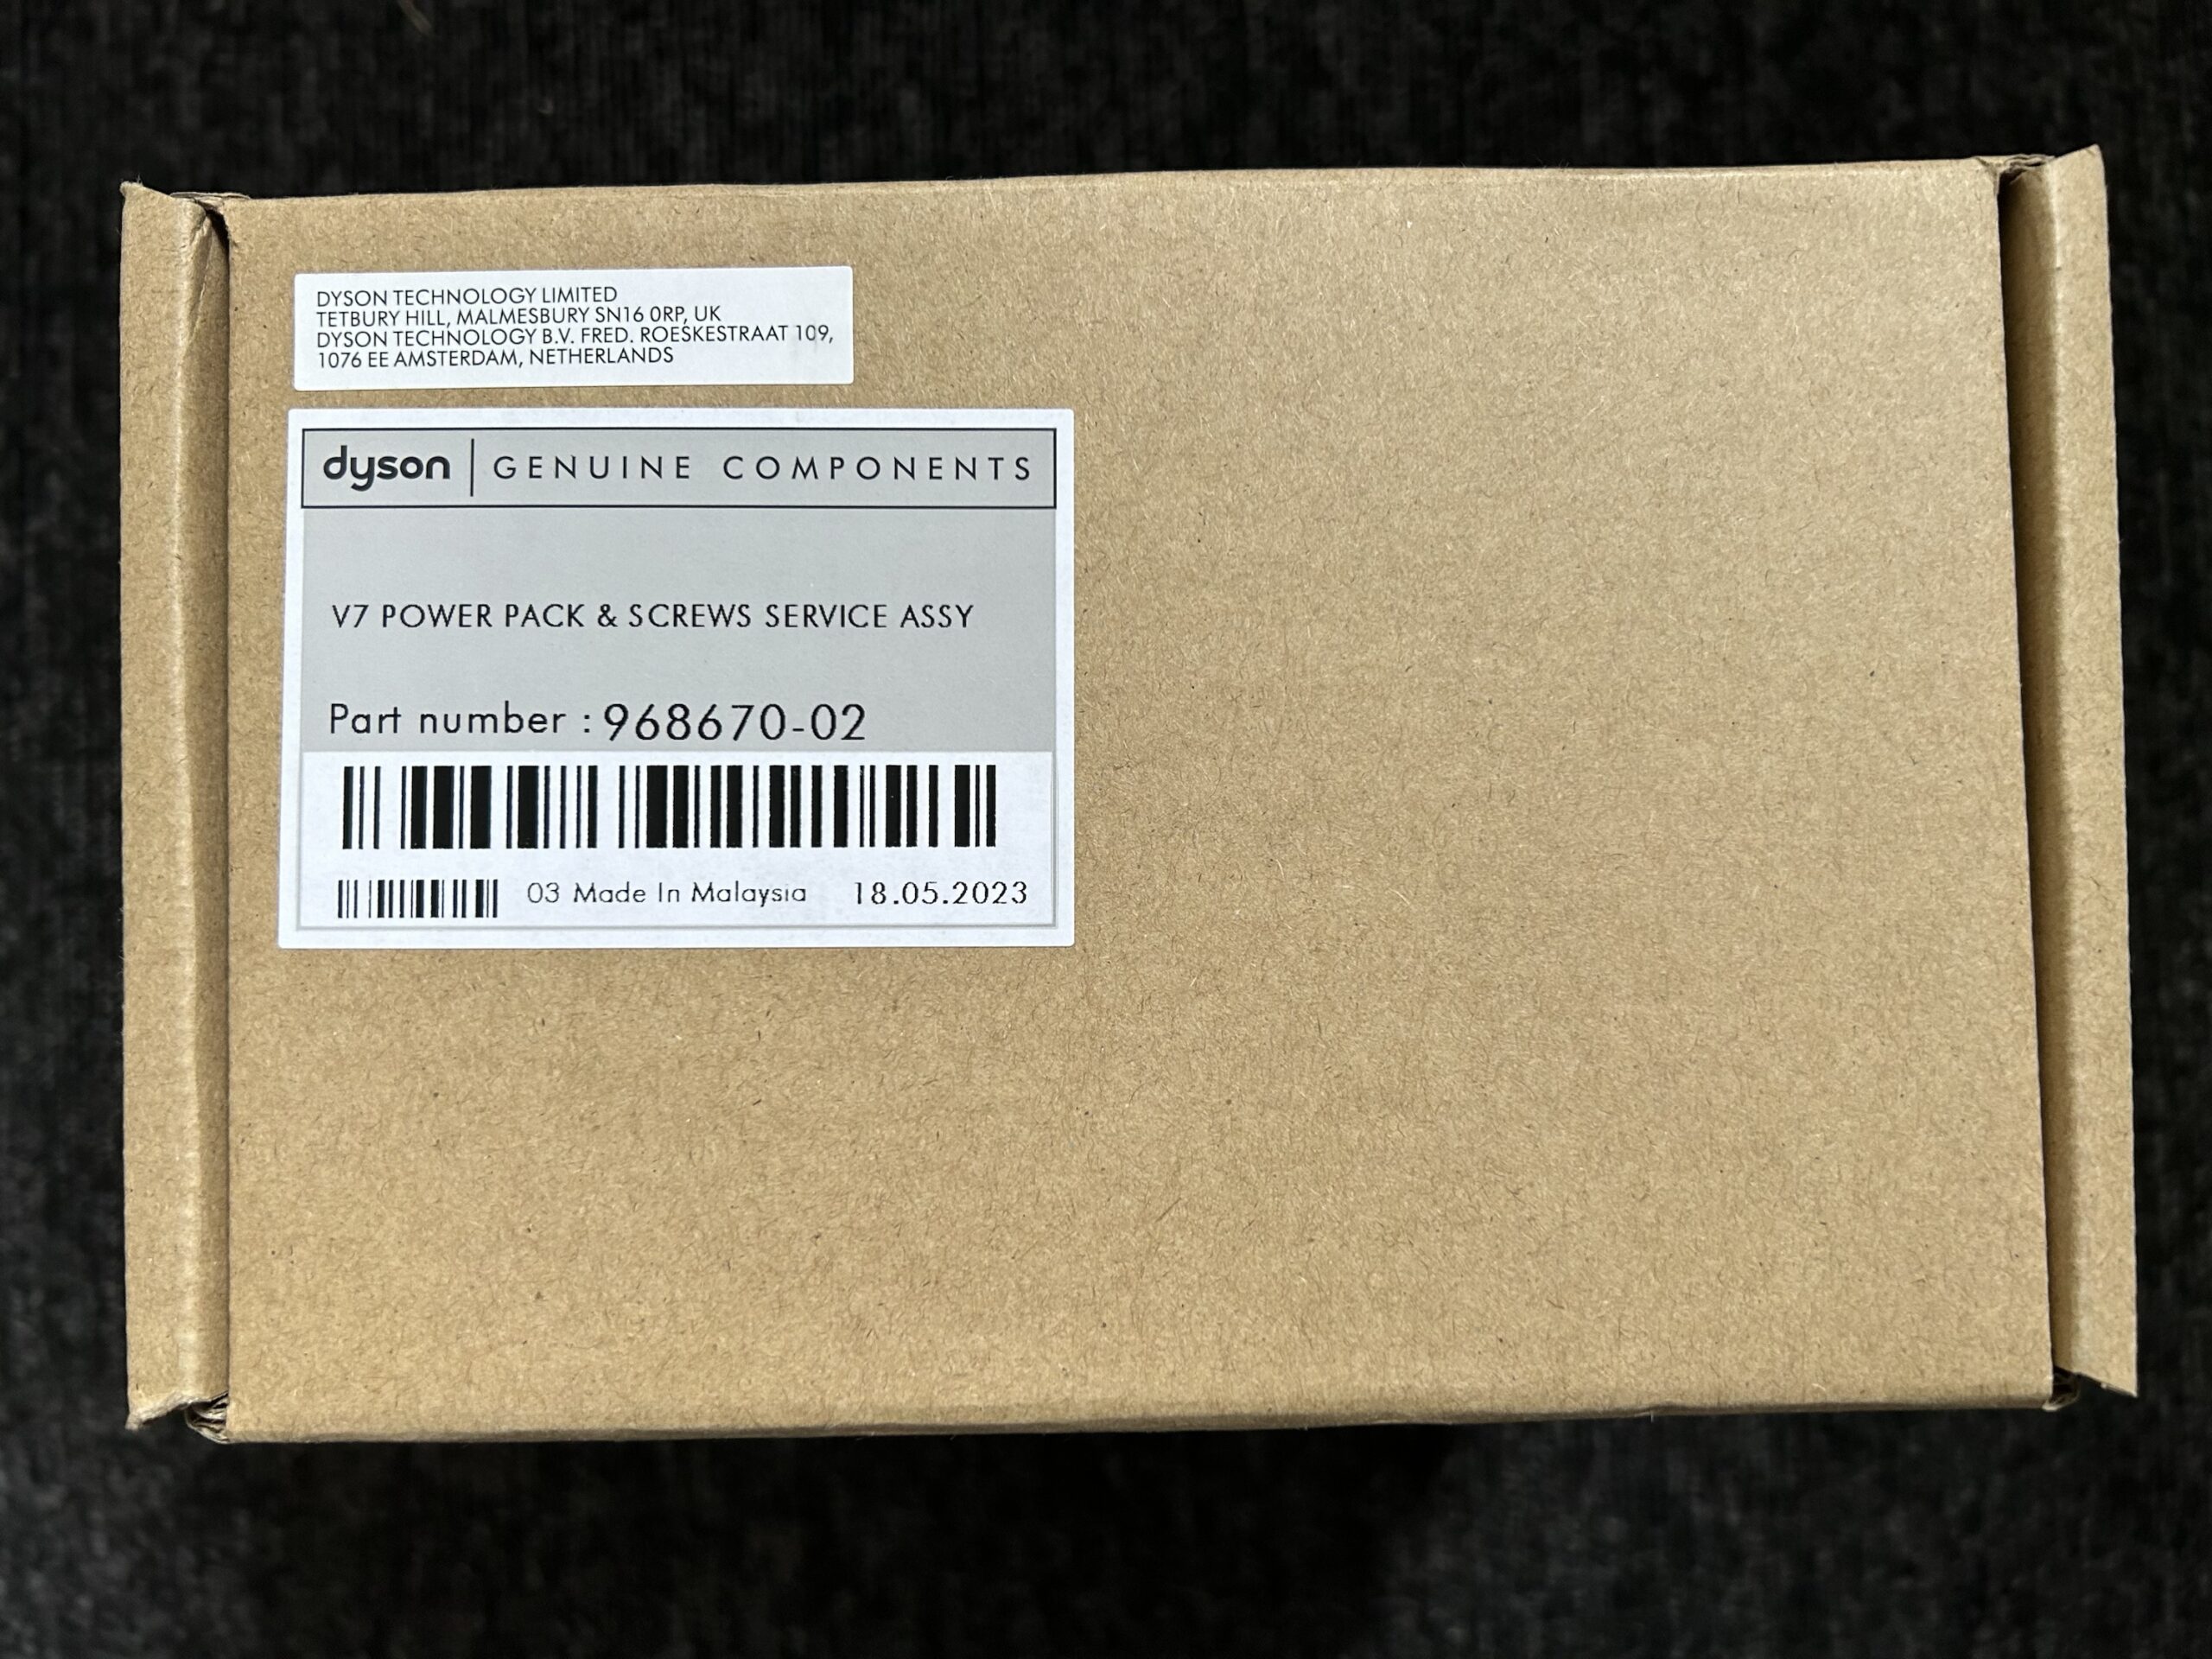 DYSON TECHNOLOGY LIMITED
TETBURY HILL, MALMESBURY SN16 0RP, UK
DYSON TECHNOLOGY B.V. FRED. ROESKESTRAAT 109,
1076 EE AMSTERDAM, NETHERLANDS
dyson | GENUINE COMPONENTS
V7 POWER PACK & SCREWS SERVICE ASSY
Part number : 968670-02
03 Made In Malaysia 18.05.2023